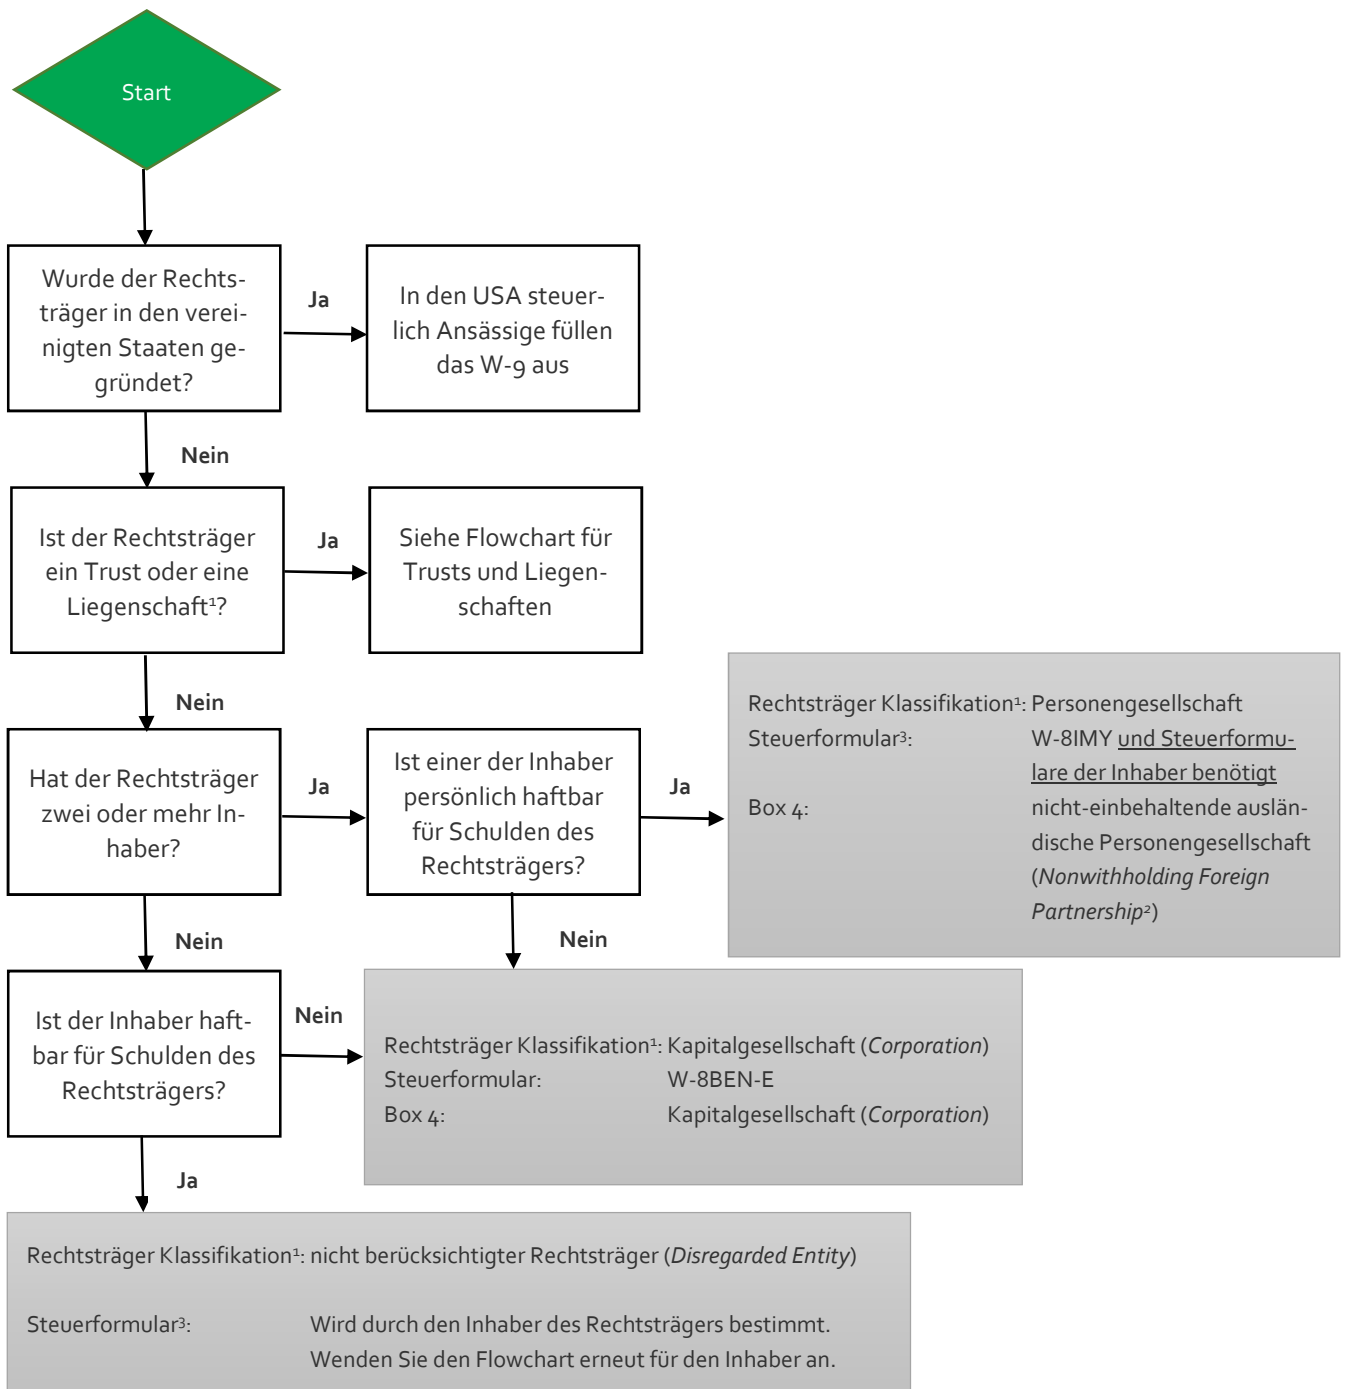 Start
Wurde der Rechts-
träger in den verei-
nigten Staaten ge-
gründet?
Ja
In den USA steuer-
lich Ansässige füllen
das W-9 aus
Nein
Ist der Rechtsträger
ein Trust oder eine
Liegenschaft¹?
Ja
Siehe Flowchart für
Trusts und Liegen-
schaften
Nein
Hat der Rechtsträger
zwei oder mehr In-
haber?
Ja
Ist einer der Inhaber
persönlich haftbar
für Schulden des
Rechtsträgers?
Ja
Rechtsträger Klassifikation¹: Personengesellschaft
Steuerformular³: W-8IMY und Steuerformu-
lare der Inhaber benötigt
Box 4: nicht-einbehaltende auslän-
dische Personengesellschaft
(Nonwithholding Foreign
Partnership²)
Nein
Nein
Ist der Inhaber haft-
bar für Schulden des
Rechtsträgers?
Nein
Rechtsträger Klassifikation¹: Kapitalgesellschaft (Corporation)
Steuerformular: W-8BEN-E
Box 4: Kapitalgesellschaft (Corporation)
Ja
Rechtsträger Klassifikation¹: nicht berücksichtigter Rechtsträger (Disregarded Entity)
Steuerformular³: Wird durch den Inhaber des Rechtsträgers bestimmt.
Wenden Sie den Flowchart erneut für den Inhaber an.